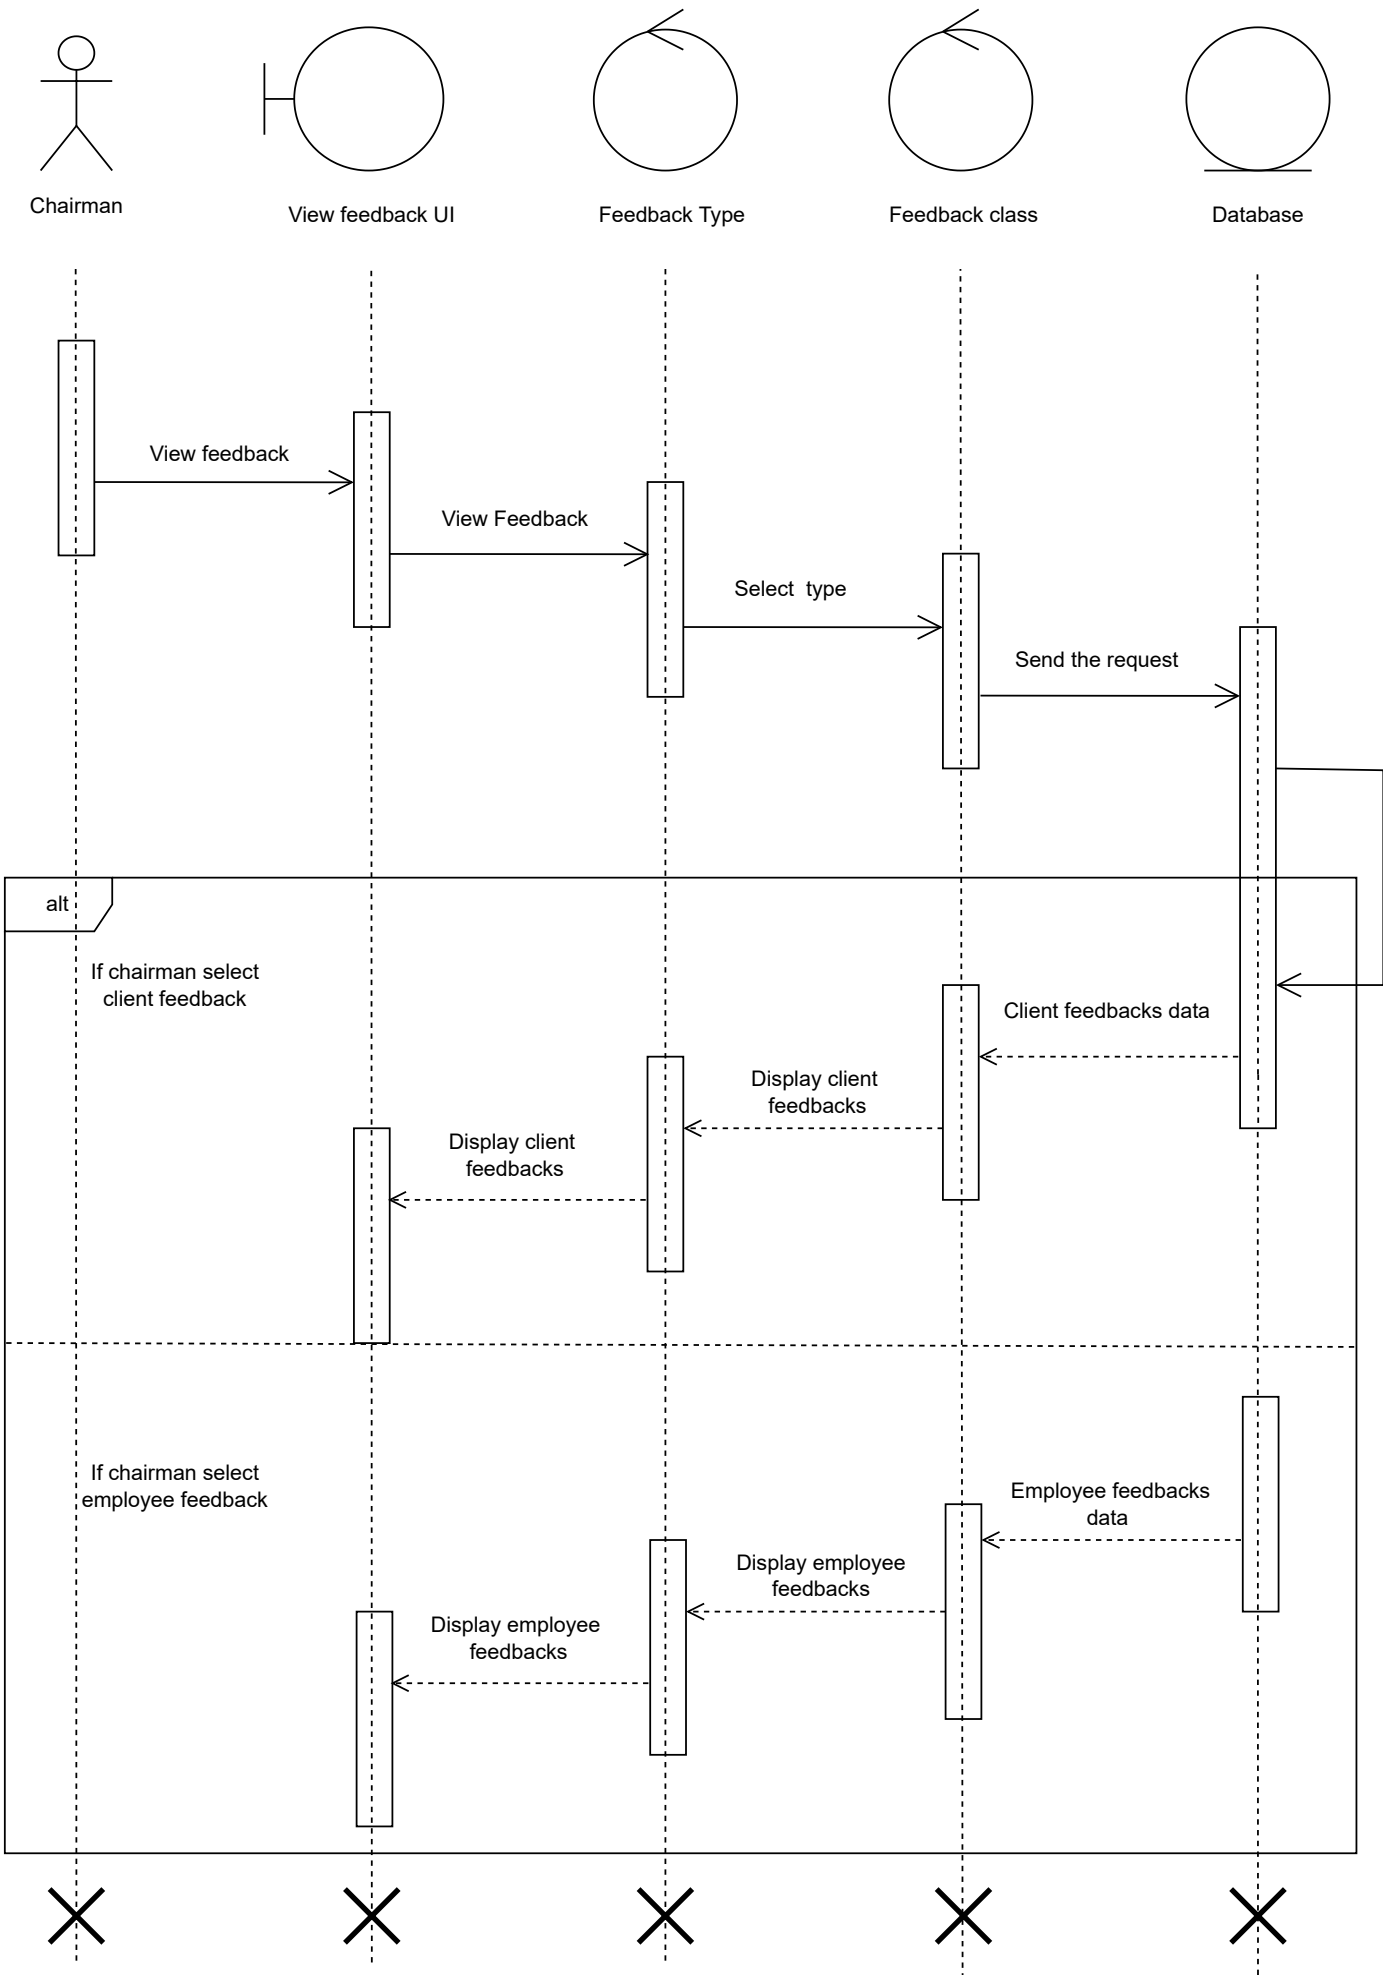 Chairman
View feedback UI
Feedback Type
Feedback class
Database
View feedback
View Feedback
Select  type
Send the request
alt
If chairman select
client feedback
Client feedbacks data
Display client
feedbacks
Display client
feedbacks
If chairman select
employee feedback
Employee feedbacks
data
Display employee
feedbacks
Display employee
feedbacks